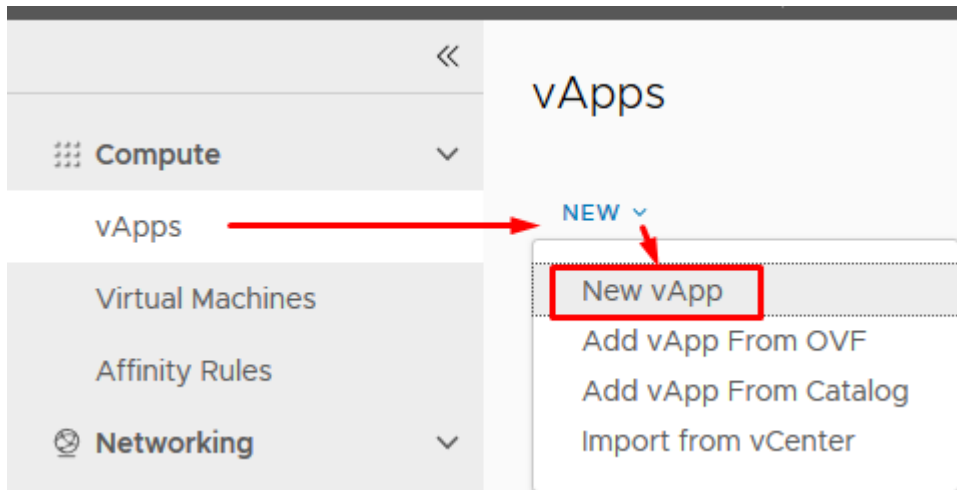 vApps
Compute
vApps
Virtual Machines
Affinity Rules
Networking
NEW
New vApp
Add vApp From OVF
Add vApp From Catalog
Import from vCenter